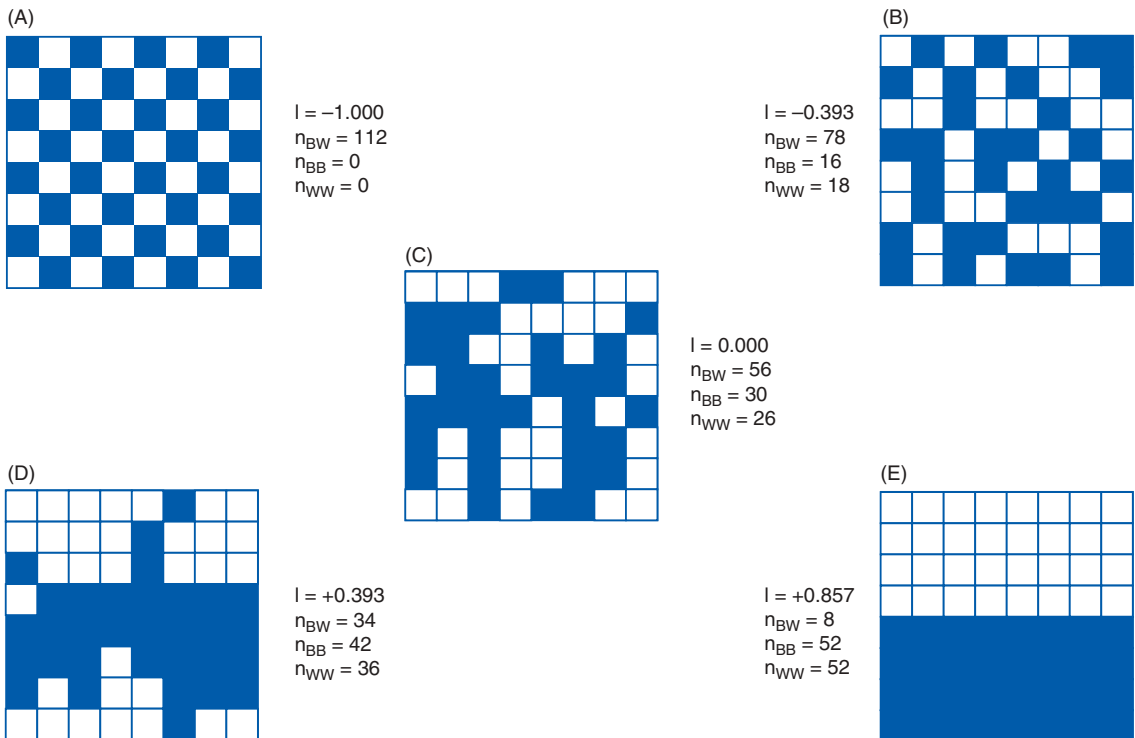 (A)
I = –1.000
nBW = 112
nBB = 0
nWW = 0
(B)
I = –0.393
nBW = 78
nBB = 16
nWW = 18
(C)
I = 0.000
nBW = 56
nBB = 30
nWW = 26
(D)
I = +0.393
nBW = 34
nBB = 42
nWW = 36
(E)
I = +0.857
nBW = 8
nBB = 52
nWW = 52